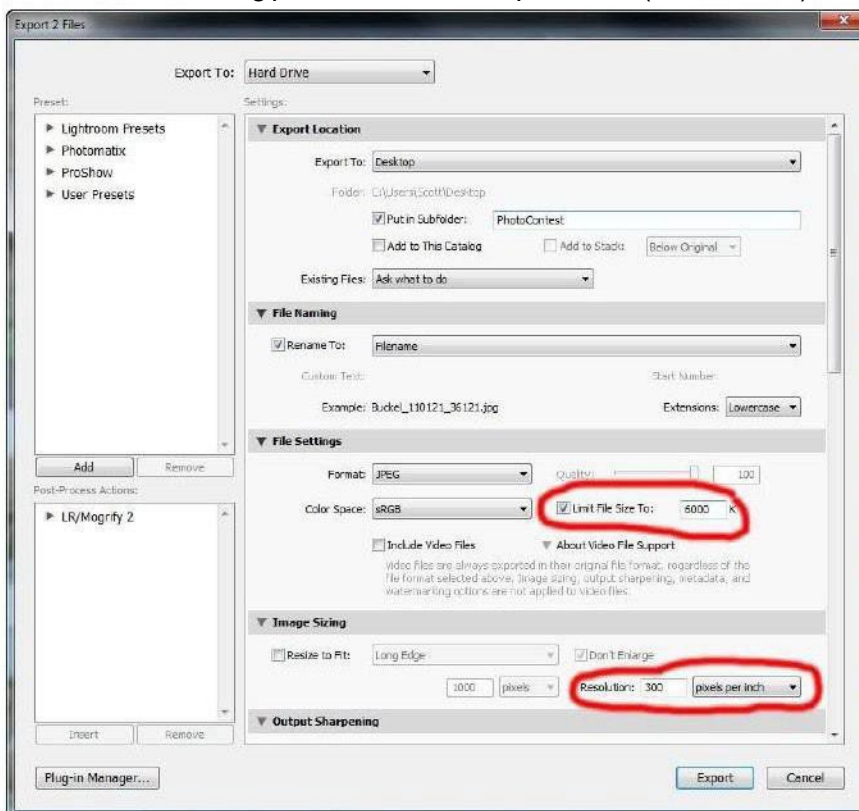 Export 2 Files
Export To: Hard Drive
Preset:
Settings:
Lightroom Presets
Photomatix
ProShow
User Presets
Add Remove
Post-Process Actions:
LR/Mogrify 2
Insert Remove
Export Location
Export To: Desktop
Folder: C:\Users\Scott\Desktop
Put in Subfolder: PhotoContest
Add to This Catalog Add to Stack: Below Original
Existing Files: Ask what to do
File Naming
Rename To: Filename
Custom Text: Start Number:
Example: Buckel_110121_36121.jpg Extensions: Lowercase
File Settings
Format: JPEG Quality: 100
Color Space: sRGB Limit File Size To: 6000 K
Include Video Files About Video File Support
Video files are always exported in their original file format, regardless of the
file format selected above. Image sizing, output sharpening, metadata, and
watermarking options are not applied to video files.
Image Sizing
Resize to Fit: Long Edge Don't Enlarge
1000 pixels Resolution: 300 pixels per inch
Output Sharpening
Plug-in Manager... Export Cancel